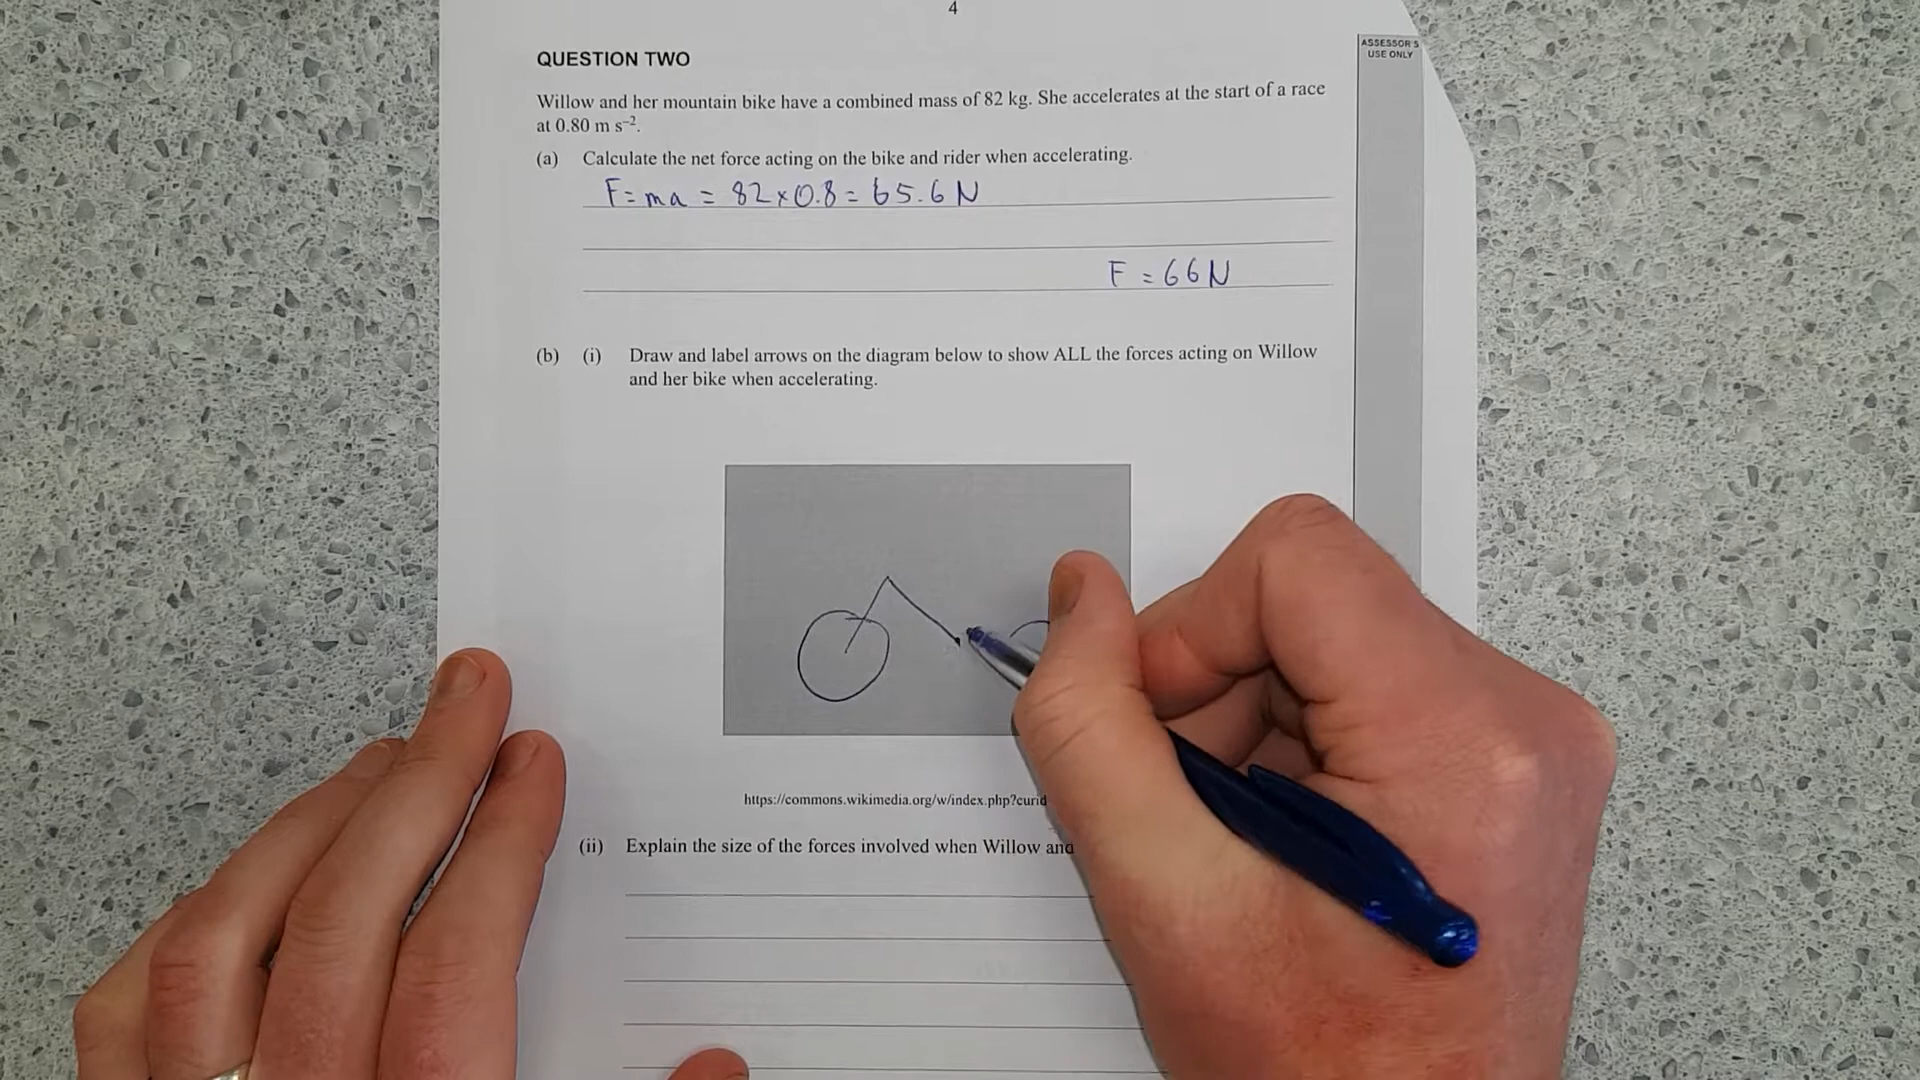 4
ASSESSOR'S
USE ONLY
QUESTION TWO
Willow and her mountain bike have a combined mass of 82 kg. She accelerates at the start of a race
at 0.80 m s⁻².
(a) Calculate the net force acting on the bike and rider when accelerating.
F = ma = 82 × 0.8 = 65.6 N
F = 66 N
(b) (i) Draw and label arrows on the diagram below to show ALL the forces acting on Willow
and her bike when accelerating.
https://commons.wikimedia.org/w/index.php?curid
(ii) Explain the size of the forces involved when Willow and